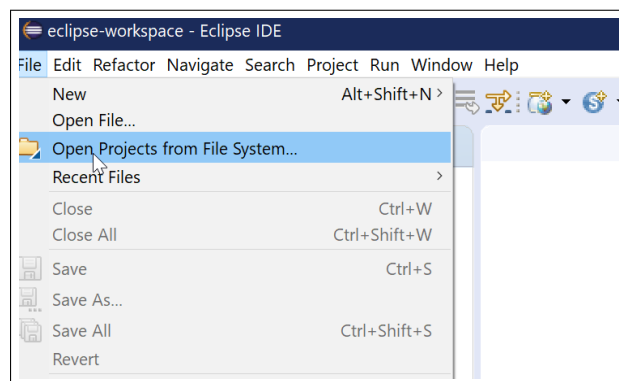 eclipse-workspace - Eclipse IDE
File Edit Refactor Navigate Search Project Run Window Help
New Alt+Shift+N >
Open File...
Open Projects from File System...
Recent Files >
Close Ctrl+W
Close All Ctrl+Shift+W
Save Ctrl+S
Save As...
Save All Ctrl+Shift+S
Revert